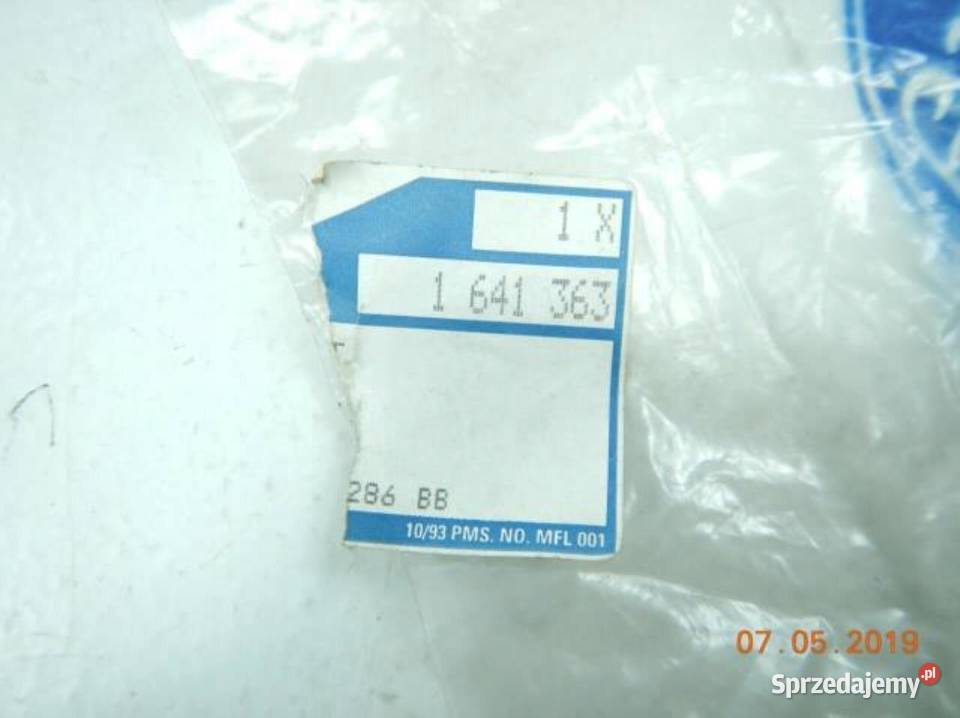 1 X
1 641 363
286 BB
10/93 PMS. NO. MFL 001
07.05.2019
Sprzedajemy.pl